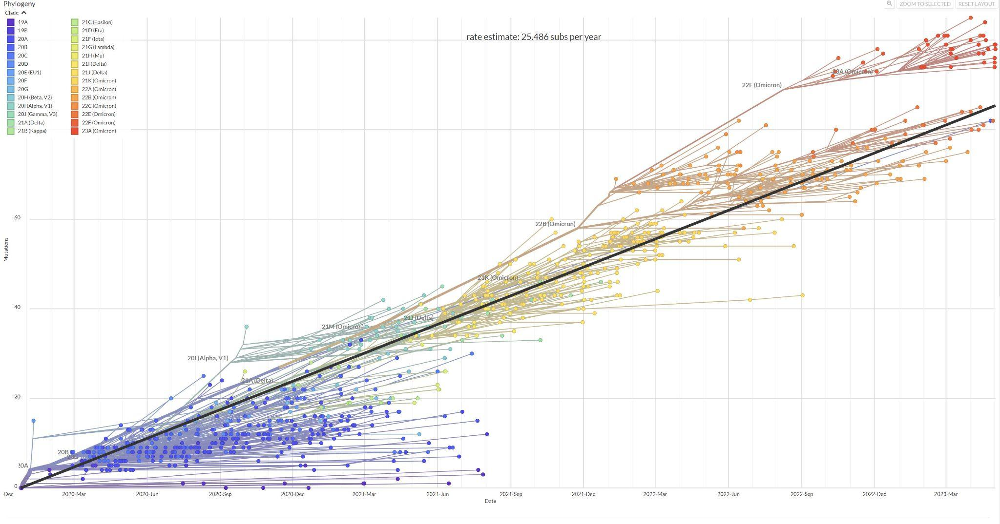 Phylogeny
ZOOM TO SELECTED
RESET LAYOUT
Clade
19A
19B
20A
20B
20C
20D
20E (EU1)
20F
20G
20H (Beta, V2)
20I (Alpha, V1)
20J (Gamma, V3)
21A (Delta)
21B (Kappa)
21C (Epsilon)
21D (Eta)
21F (Iota)
21G (Lambda)
21H (Mu)
21I (Delta)
21J (Delta)
21K (Omicron)
22A (Omicron)
22B (Omicron)
22C (Omicron)
22E (Omicron)
22F (Omicron)
23A (Omicron)
rate estimate: 25.486 subs per year
23A (Omicron)
22F (Omicron)
22B (Omicron)
21K (Omicron)
21J (Delta)
21M (Omicron)
20I (Alpha, V1)
21A (Delta)
20B
20C
20A
60
40
20
0
Mutations
-Dec
2020-Mar
2020-Jun
2020-Sep
2020-Dec
2021-Mar
2021-Jun
2021-Sep
2021-Dec
2022-Mar
2022-Jun
2022-Sep
2022-Dec
2023-Mar
Date